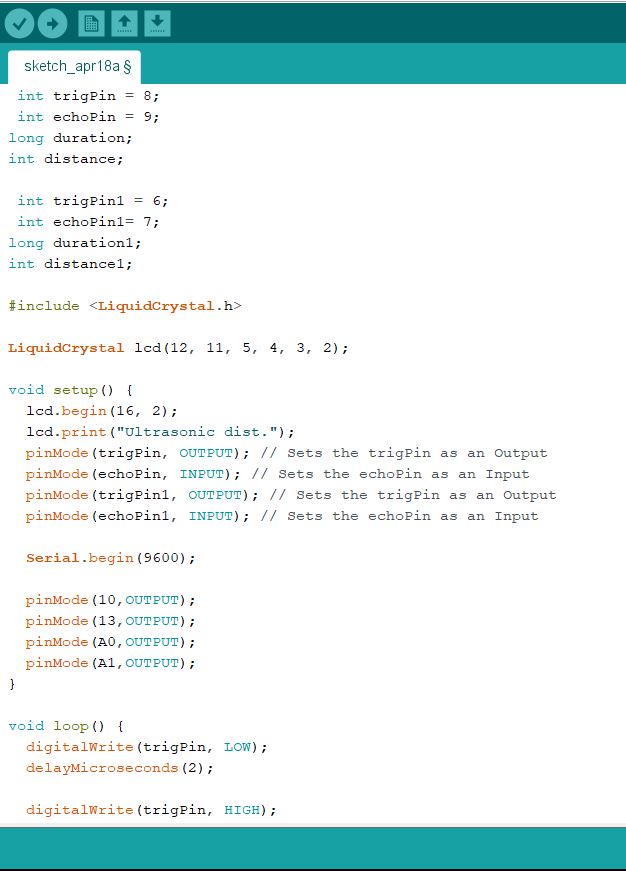 sketch_apr18a §
int trigPin = 8;
int echoPin = 9;
long duration;
int distance;
int trigPin1 = 6;
int echoPin1= 7;
long duration1;
int distance1;
#include <LiquidCrystal.h>
LiquidCrystal lcd(12, 11, 5, 4, 3, 2);
void setup() {
lcd.begin(16, 2);
lcd.print("Ultrasonic dist.");
pinMode(trigPin, OUTPUT); // Sets the trigPin as an Output
pinMode(echoPin, INPUT); // Sets the echoPin as an Input
pinMode(trigPin1, OUTPUT); // Sets the trigPin as an Output
pinMode(echoPin1, INPUT); // Sets the echoPin as an Input
Serial.begin(9600);
pinMode(10,OUTPUT);
pinMode(13,OUTPUT);
pinMode(A0,OUTPUT);
pinMode(A1,OUTPUT);
}
void loop() {
digitalWrite(trigPin, LOW);
delayMicroseconds(2);
digitalWrite(trigPin, HIGH);